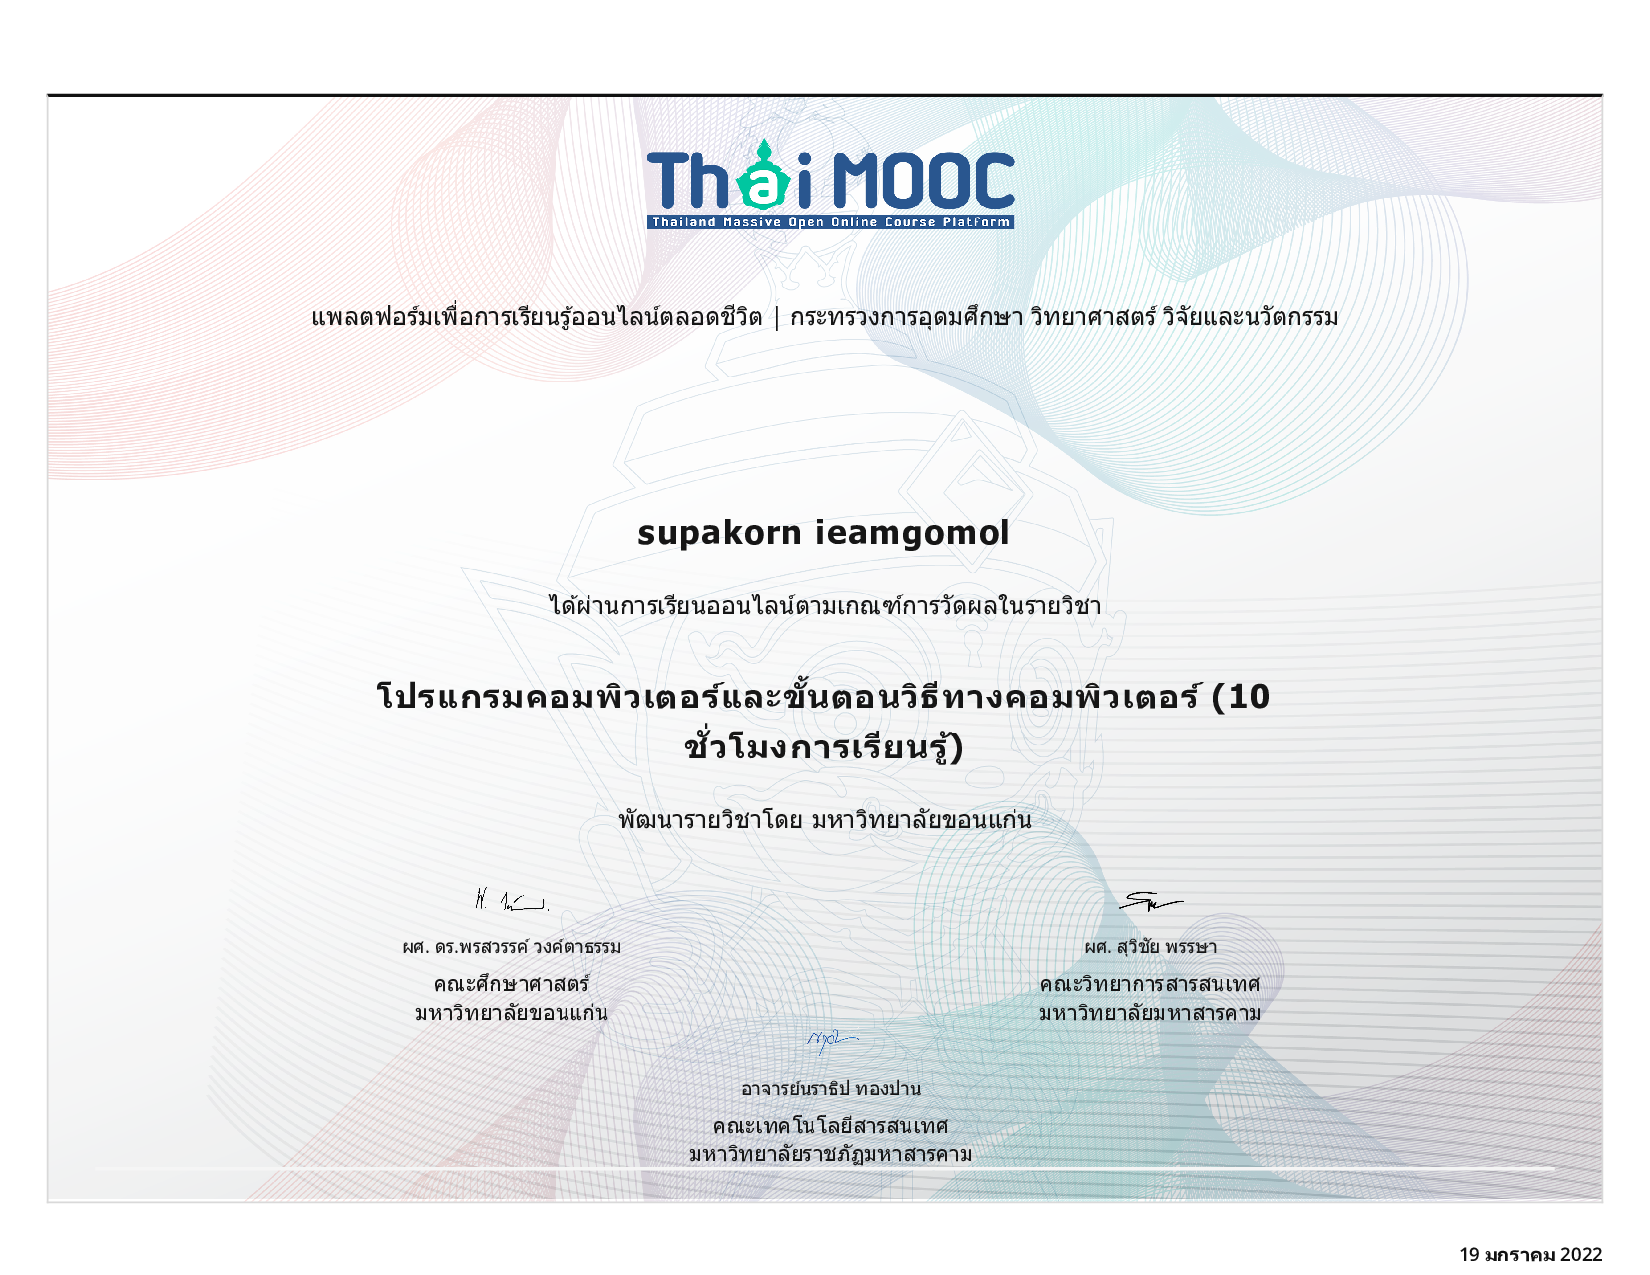 Thai MOOC
Thailand Massive Open Online Course Platform
แพลตฟอร์มเพื่อการเรียนรู้ออนไลน์ตลอดชีวิต | กระทรวงการอุดมศึกษา วิทยาศาสตร์ วิจัยและนวัตกรรม
supakorn ieamgomol
ได้ผ่านการเรียนออนไลน์ตามเกณฑ์การวัดผลในรายวิชา
โปรแกรมคอมพิวเตอร์และขั้นตอนวิธีทางคอมพิวเตอร์ (10
ชั่วโมงการเรียนรู้)
พัฒนารายวิชาโดย มหาวิทยาลัยขอนแก่น
ผศ. ดร.พรสวรรค์ วงค์ตาธรรม
คณะศึกษาศาสตร์
มหาวิทยาลัยขอนแก่น
ผศ. สุวิชัย พรรษา
คณะวิทยาการสารสนเทศ
มหาวิทยาลัยมหาสารคาม
อาจารย์นราธิป ทองปาน
คณะเทคโนโลยีสารสนเทศ
มหาวิทยาลัยราชภัฏมหาสารคาม
19 มกราคม 2022